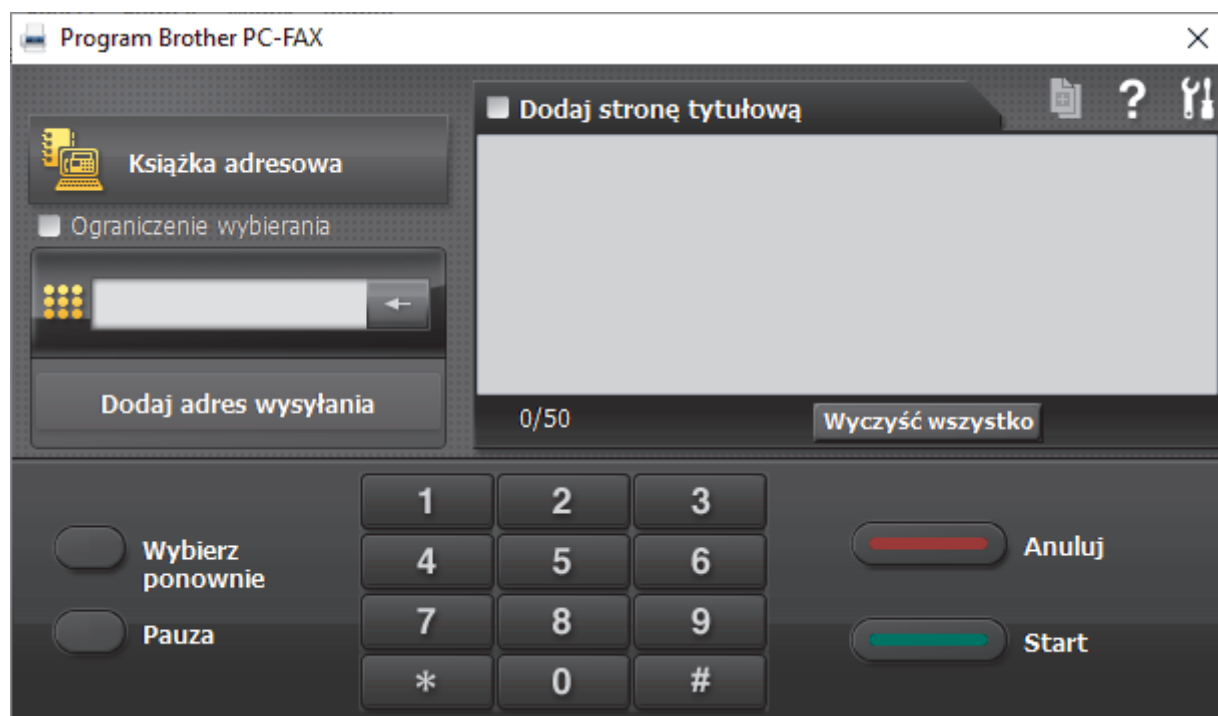 Program Brother PC-FAX
Dodaj stronę tytułową
?
Książka adresowa
Ograniczenie wybierania
Dodaj adres wysyłania
0/50
Wyczyść wszystko
1 2 3
4 5 6
7 8 9
* 0 #
Wybierz
ponownie
Pauza
Anuluj
Start